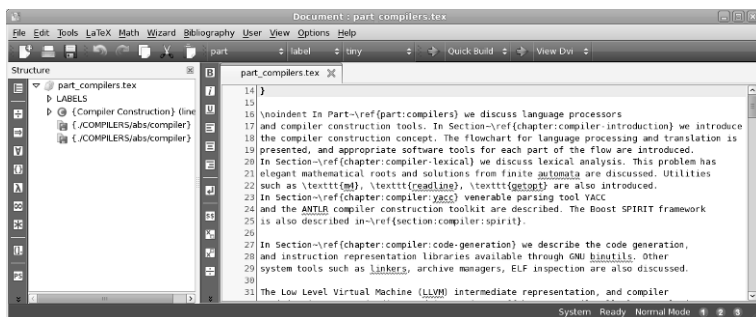 Document : part_compilers.tex
File Edit Tools LaTeX Math Wizard Bibliography User View Options Help
part label tiny Quick Build View Dvi
Structure
part_compilers.tex
LABELS
{Compiler Construction} (line
{./COMPILERS/abs/compiler}
{./COMPILERS/abs/compiler}
part_compilers.tex
14 }
15
16 \noindent In Part~\ref{part:compilers} we discuss language processors
17 and compiler construction tools. In Section~\ref{chapter:compiler-introduction} we introduce
18 the compiler construction concept. The flowchart for language processing and translation is
19 presented, and appropriate software tools for each part of the flow are introduced.
20 In Section~\ref{chapter:compiler-lexical} we discuss lexical analysis. This problem has
21 elegant mathematical roots and solutions from finite automata are discussed. Utilities
22 such as \texttt{m4}, \texttt{readline}, \texttt{getopt} are also introduced.
23 In Section~\ref{chapter:compiler:yacc} venerable parsing tool YACC
24 and the ANTLR compiler construction toolkit are described. The Boost SPIRIT framework
25 is also described in~\ref{section:compiler:spirit}.
26
27 In Section~\ref{chapter:compiler:code-generation} we describe the code generation,
28 and instruction representation libraries available through GNU binutils. Other
29 system tools such as linkers, archive managers, ELF inspection are also discussed.
30
31 The Low Level Virtual Machine (LLVM) intermediate representation, and compiler
System Ready Normal Mode 1 2 3